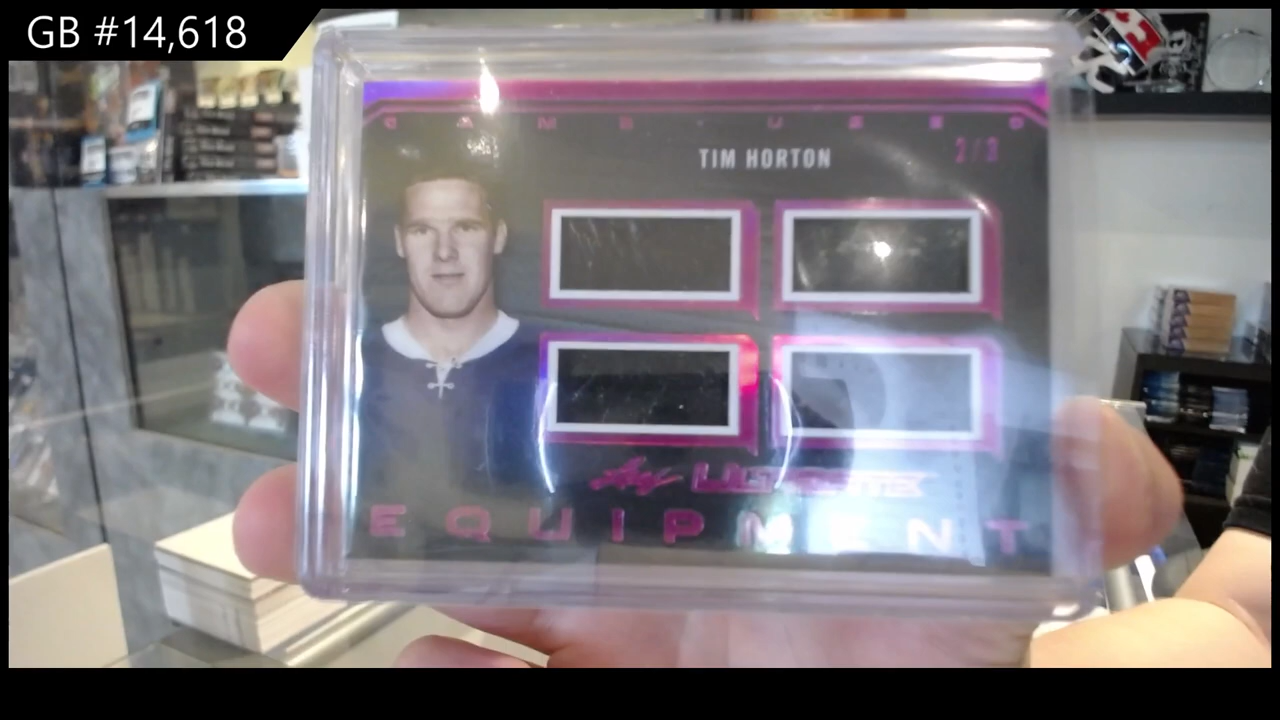 GB #14,618
GAME - USED
TIM HORTON
2/3
Leaf ULTIMATE
EQUIPMENT